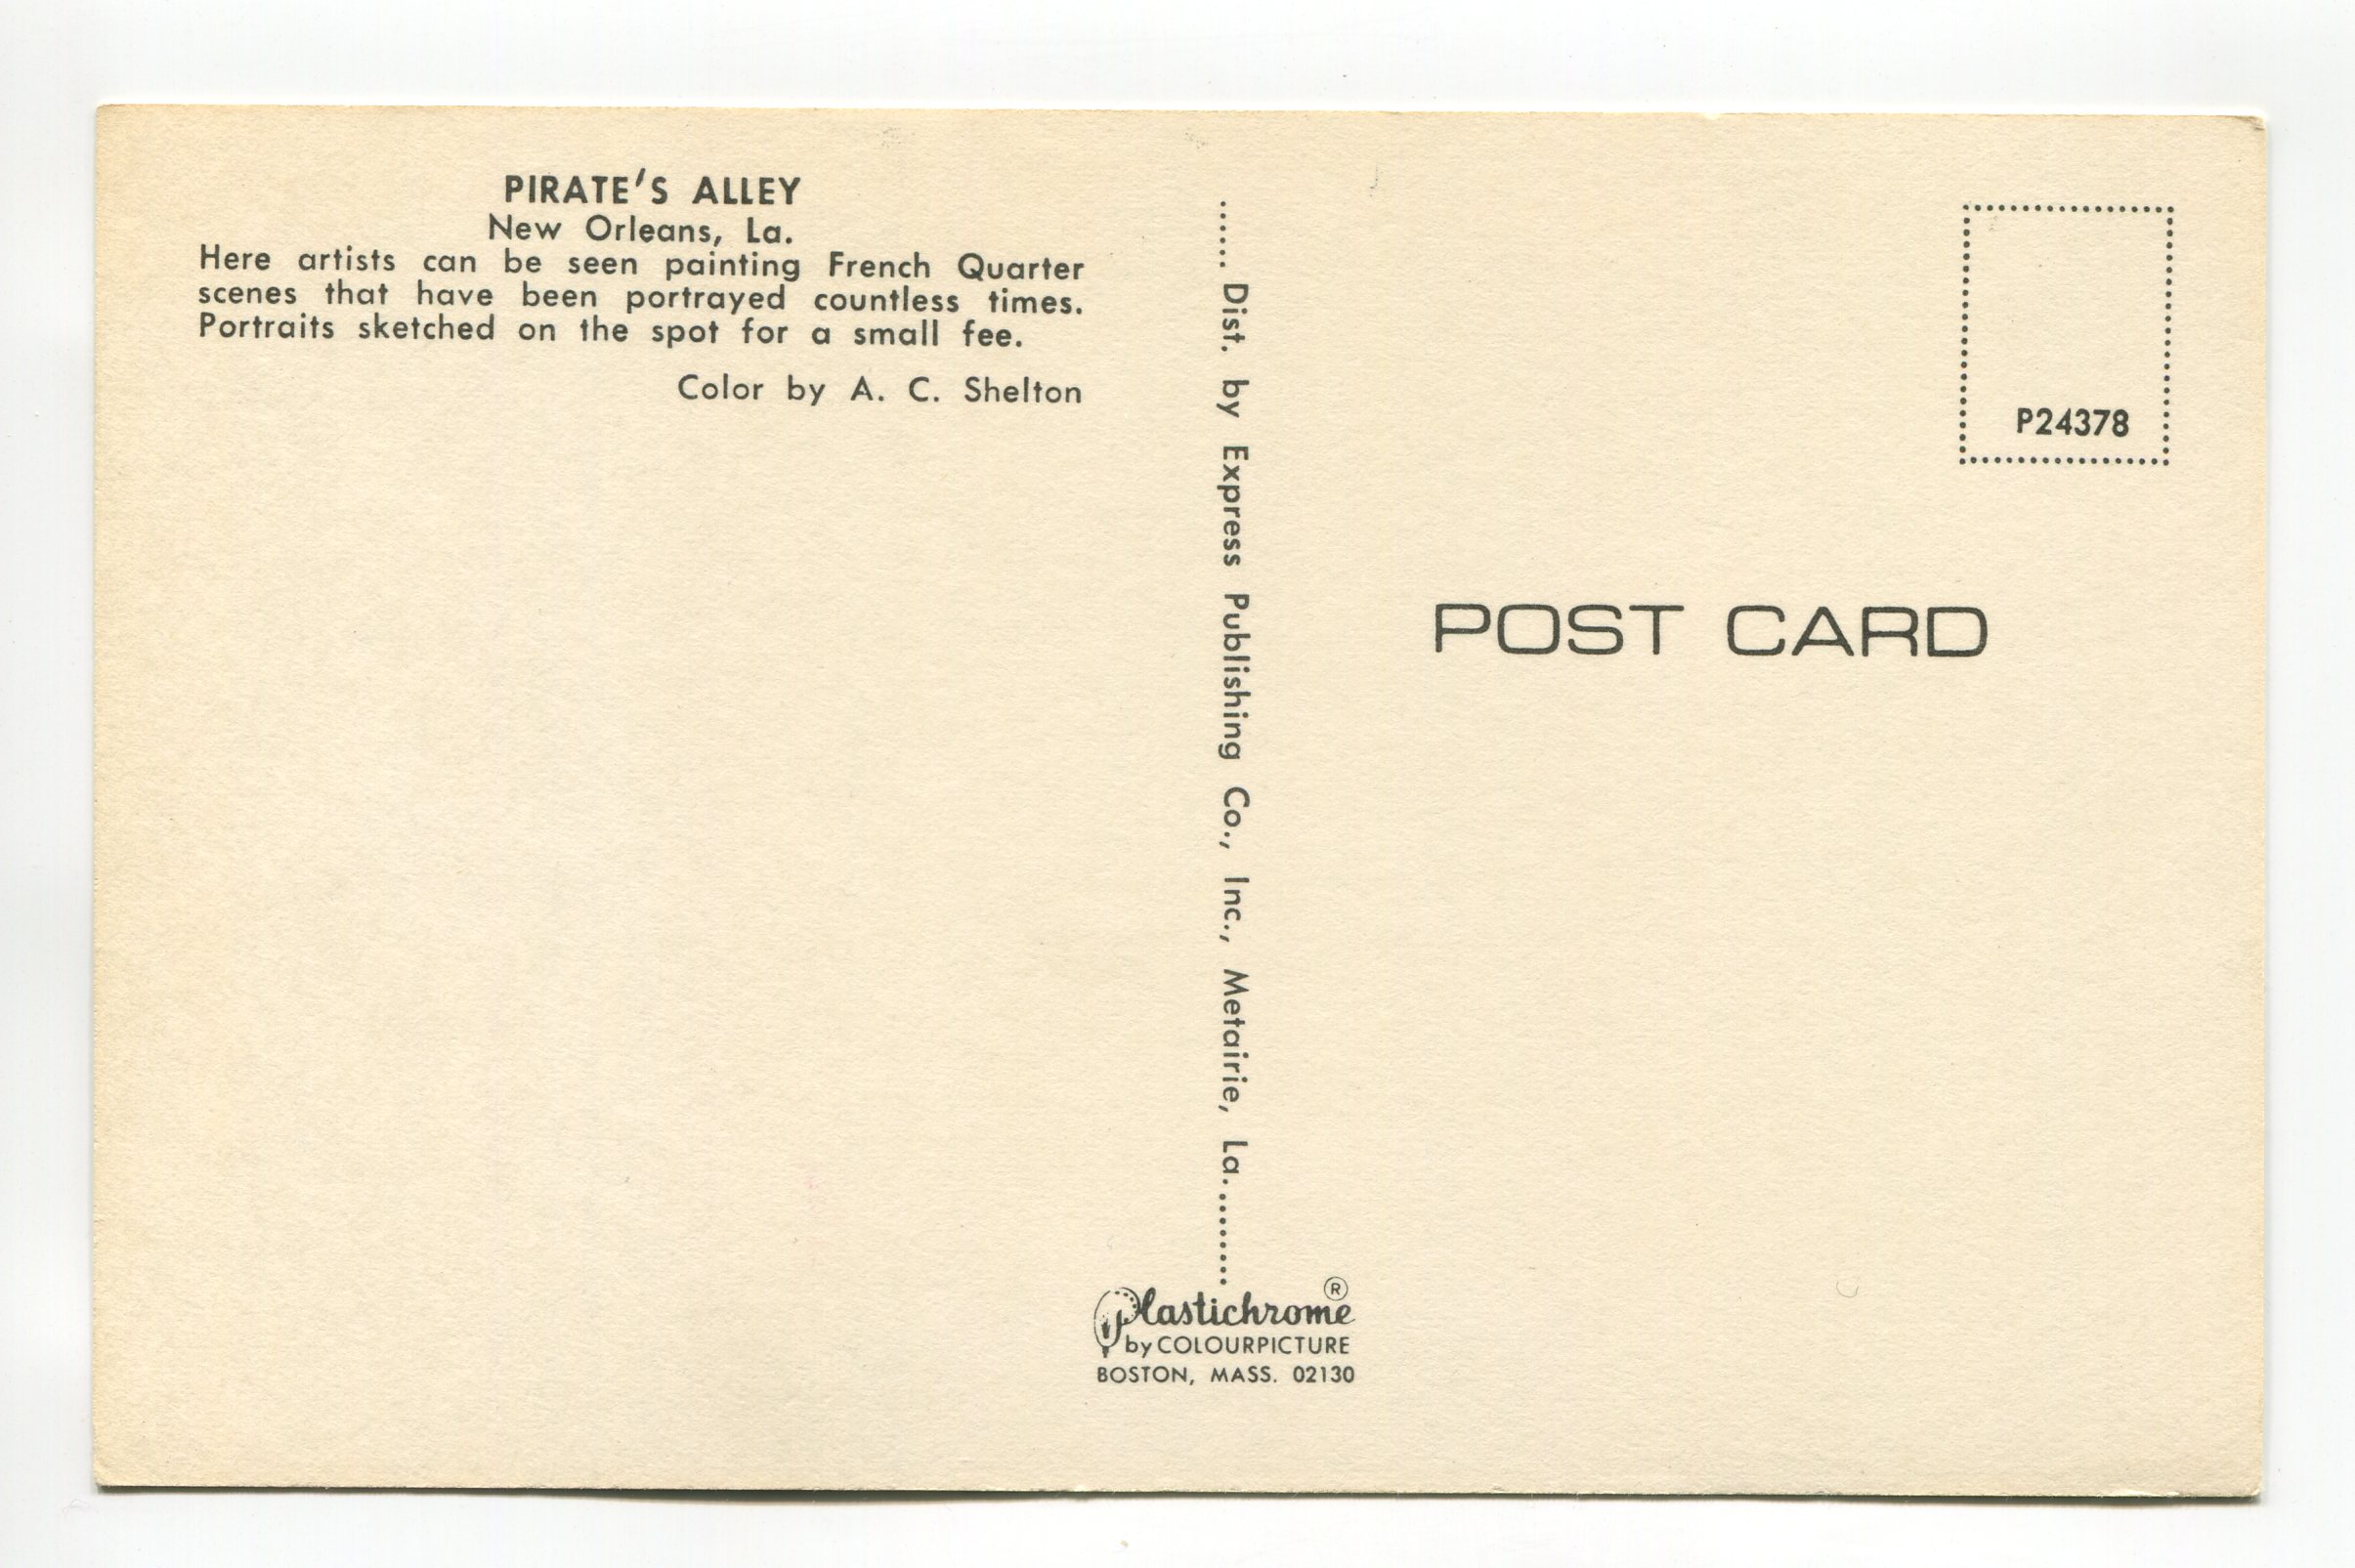 PIRATE'S ALLEY
New Orleans, La.
Here artists can be seen painting French Quarter
scenes that have been portrayed countless times.
Portraits sketched on the spot for a small fee.
Color by A. C. Shelton
...... Dist. by Express Publishing Co., Inc., Metairie, La..........
P24378
POST CARD
Plastichrome®
by COLOURPICTURE
BOSTON, MASS. 02130